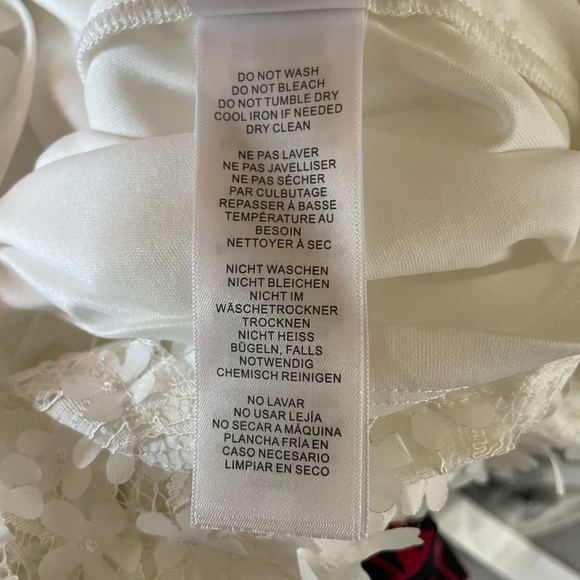 DO NOT WASH
DO NOT BLEACH
DO NOT TUMBLE DRY
COOL IRON IF NEEDED
DRY CLEAN
NE PAS LAVER
NE PAS JAVELLISER
NE PAS SÉCHER
PAR CULBUTAGE
REPASSER À BASSE
TEMPÉRATURE AU
BESOIN
NETTOYER À SEC
NICHT WASCHEN
NICHT BLEICHEN
NICHT IM
WÄSCHETROCKNER
TROCKNEN
NICHT HEISS
BÜGELN, FALLS
NOTWENDIG
CHEMISCH REINIGEN
NO LAVAR
NO USAR LEJÍA
NO SECAR A MÁQUINA
PLANCHA FRÍA EN
CASO NECESARIO
LIMPIAR EN SECO